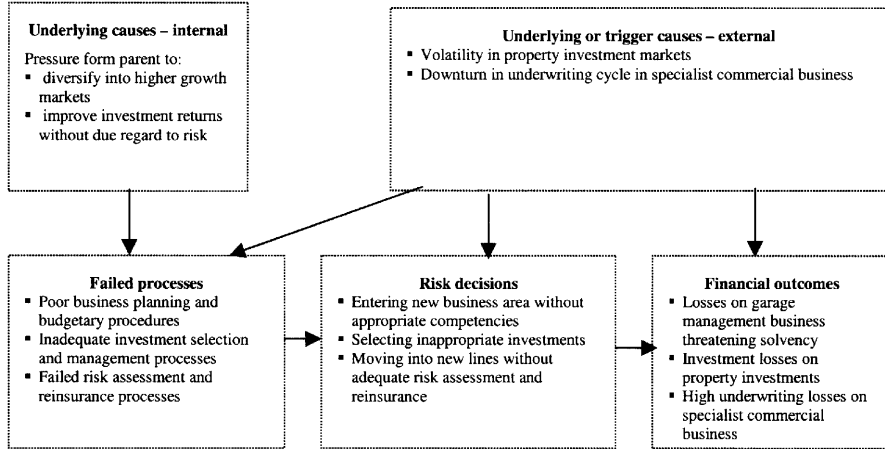 Underlying causes – internal
Pressure form parent to:
▪ diversify into higher growth
markets
▪ improve investment returns
without due regard to risk
Underlying or trigger causes – external
▪ Volatility in property investment markets
▪ Downturn in underwriting cycle in specialist commercial business
Failed processes
▪ Poor business planning and
budgetary procedures
▪ Inadequate investment selection
and management processes
▪ Failed risk assessment and
reinsurance processes
Risk decisions
▪ Entering new business area without
appropriate competencies
▪ Selecting inappropriate investments
▪ Moving into new lines without
adequate risk assessment and
reinsurance
Financial outcomes
▪ Losses on garage
management business
threatening solvency
▪ Investment losses on
property investments
▪ High underwriting losses on
specialist commercial
business